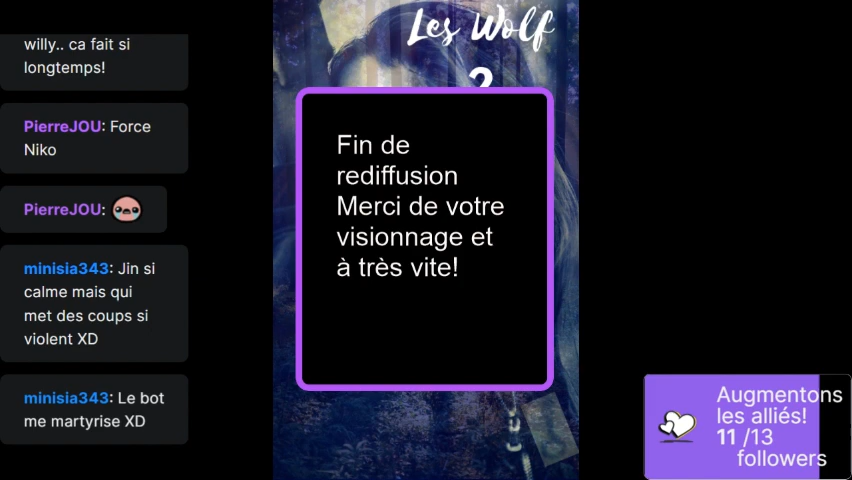 willy.. ca fait si
longtemps!
PierreJOU: Force
Niko
PierreJOU:
minisia343: Jin si
calme mais qui
met des coups si
violent XD
minisia343: Le bot
me martyrise XD
Les Wolf
2
Fin de
rediffusion
Merci de votre
visionnage et
à très vite!
Augmentons
les alliés!
11 /13
followers